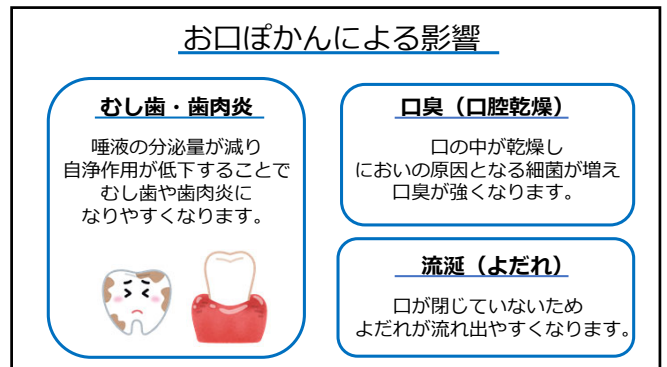 お口ぽかんによる影響
むし歯・歯肉炎
唾液の分泌量が減り
自浄作用が低下することで
むし歯や歯肉炎に
なりやすくなります。
口臭（口腔乾燥）
口の中が乾燥し
においの原因となる細菌が増え
口臭が強くなります。
流涎（よだれ）
口が閉じていないため
よだれが流れ出やすくなります。